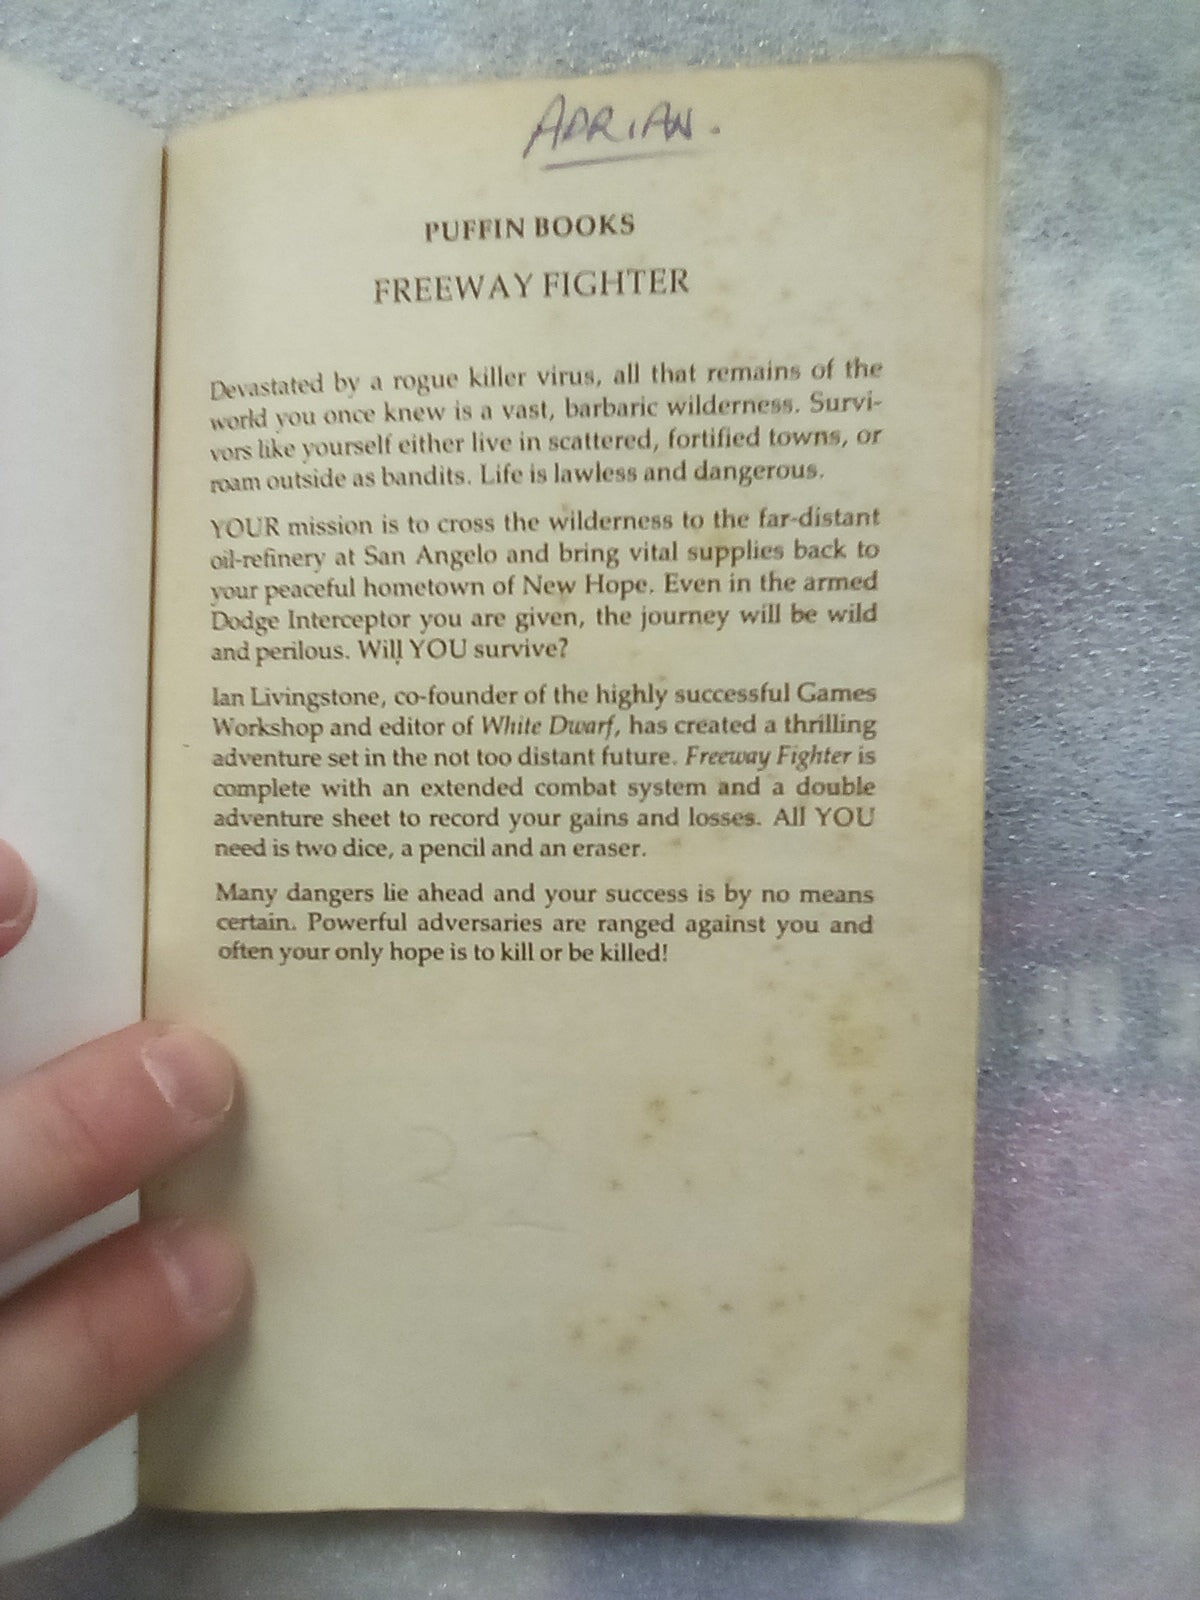 ADRIAN.
PUFFIN BOOKS
FREEWAY FIGHTER
Devastated by a rogue killer virus, all that remains of the
world you once knew is a vast, barbaric wilderness. Survi-
vors like yourself either live in scattered, fortified towns, or
roam outside as bandits. Life is lawless and dangerous.
YOUR mission is to cross the wilderness to the far-distant
oil-refinery at San Angelo and bring vital supplies back to
your peaceful hometown of New Hope. Even in the armed
Dodge Interceptor you are given, the journey will be wild
and perilous. Will YOU survive?
Ian Livingstone, co-founder of the highly successful Games
Workshop and editor of White Dwarf, has created a thrilling
adventure set in the not too distant future. Freeway Fighter is
complete with an extended combat system and a double
adventure sheet to record your gains and losses. All YOU
need is two dice, a pencil and an eraser.
Many dangers lie ahead and your success is by no means
certain. Powerful adversaries are ranged against you and
often your only hope is to kill or be killed!
32